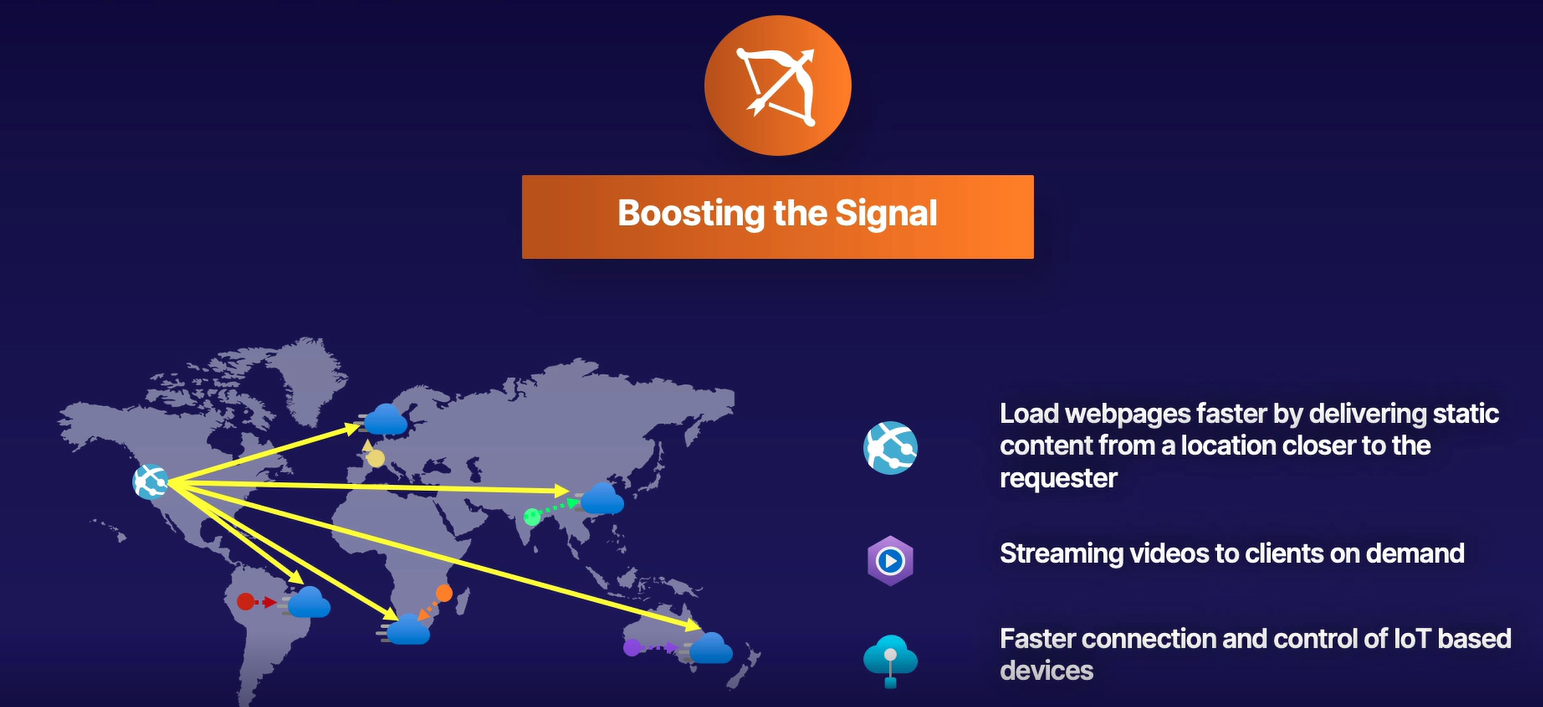 Boosting the Signal
Load webpages faster by delivering static
content from a location closer to the
requester
Streaming videos to clients on demand
Faster connection and control of IoT based
devices